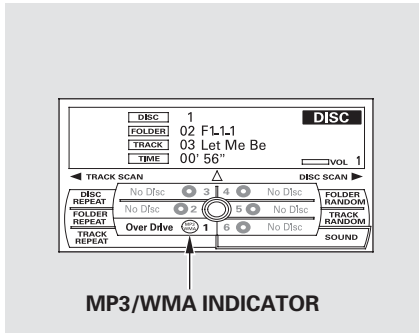 DISC 1 DISC
FOLDER 02 F1-1-1
TRACK 03 Let Me Be
TIME 00' 56” VOL 1
◄ TRACK SCAN △ DISC SCAN ►
DISC REPEAT No Disc 3 4 No Disc FOLDER RANDOM
FOLDER REPEAT No Disc 2 5 No Disc TRACK RANDOM
TRACK REPEAT Over Drive MP3 WMA 1 6 No Disc SOUND
MP3/WMA INDICATOR